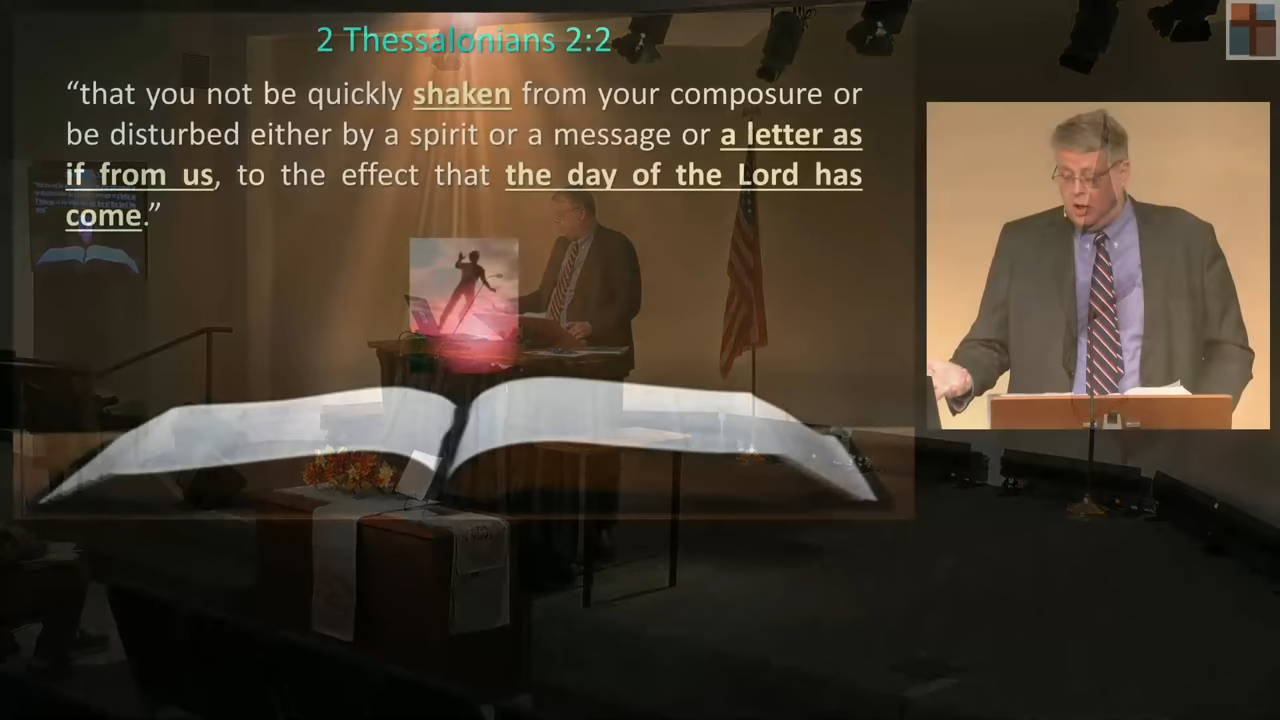 2 Thessalonians 2:2
“that you not be quickly shaken from your composure or
be disturbed either by a spirit or a message or a letter as
if from us, to the effect that the day of the Lord has
come.”